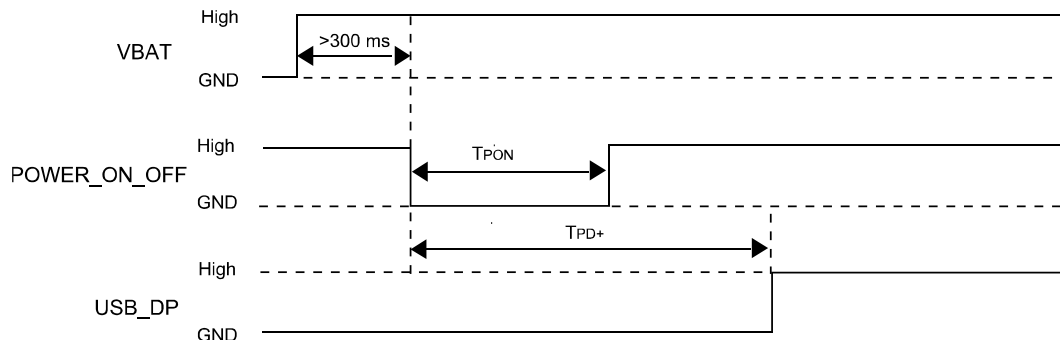 High
>300 ms
VBAT
GND
High
TPON
POWER_ON_OFF
GND
TPD+
High
USB_DP
GND